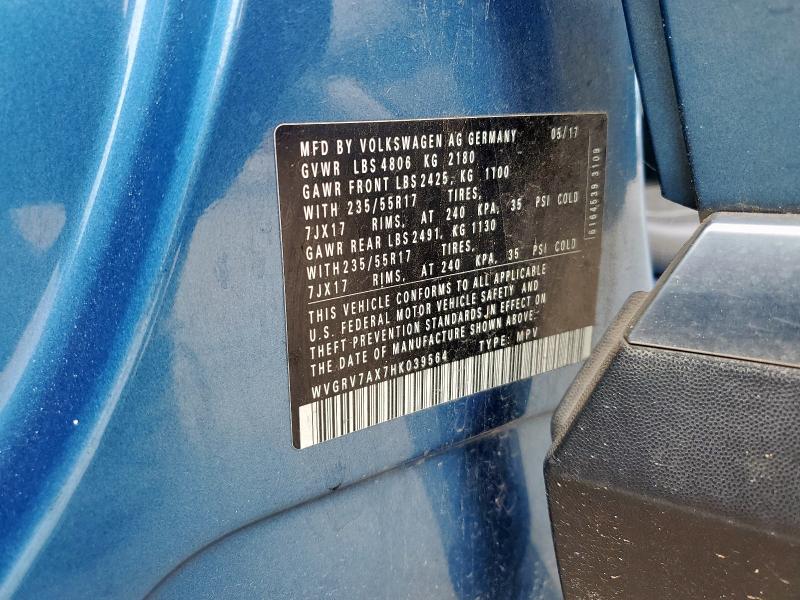 MFD BY VOLKSWAGEN AG GERMANY 05/17
GVWR LBS 4806 KG 2180
GAWR FRONT LBS 2425, KG 1100
WITH 235/55R17 TIRES,
7JX17 RIMS, AT 240 KPA, 35 PSI COLD
GAWR REAR LBS 2491, KG 1130
WITH 235/55R17 TIRES,
7JX17 RIMS, AT 240 KPA, 35 PSI COLD
THIS VEHICLE CONFORMS TO ALL APPLICABLE
U.S. FEDERAL MOTOR VEHICLE SAFETY AND
THEFT PREVENTION STANDARDS IN EFFECT ON
THE DATE OF MANUFACTURE SHOWN ABOVE.
WVGRV7AX7HK039564 TYPE: MPV
6164539 3109